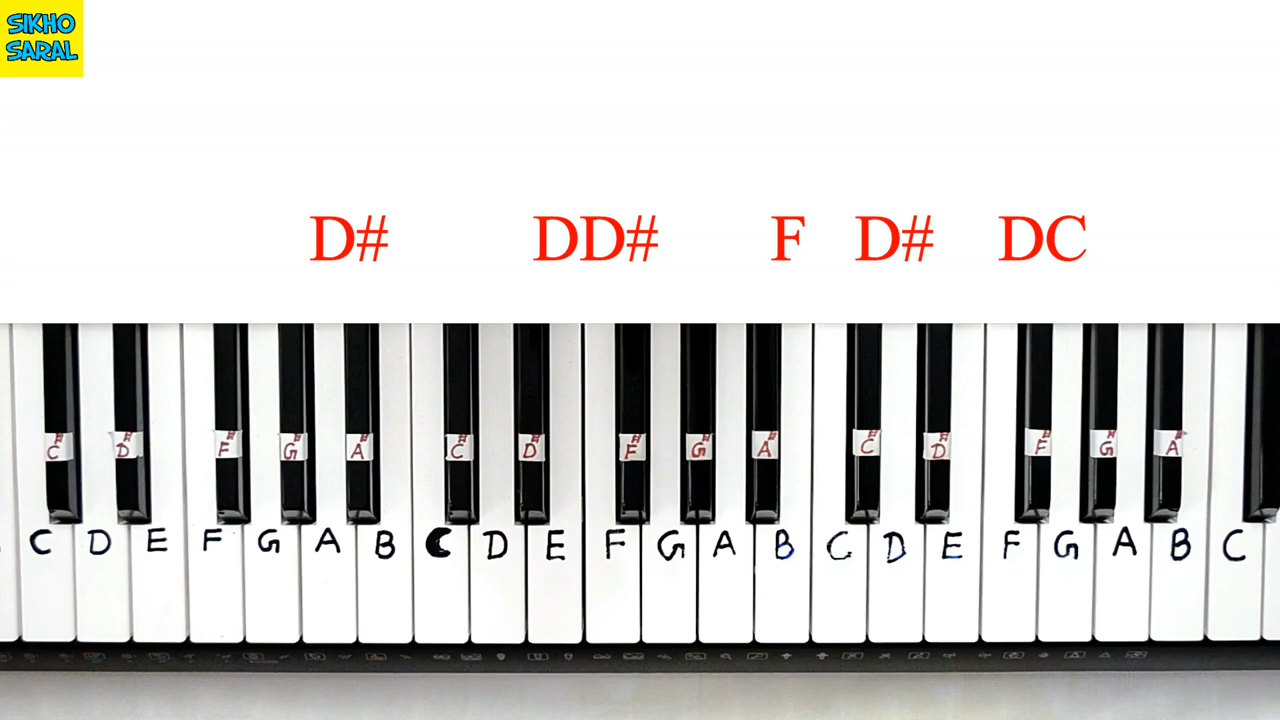 SIKHO
SARAL
D# DD# F D# DC
C# D# F# G# A# C# D# F# G# A# C# D# F# G# A#
C D E F G A B C D E F G A B C D E F G A B C